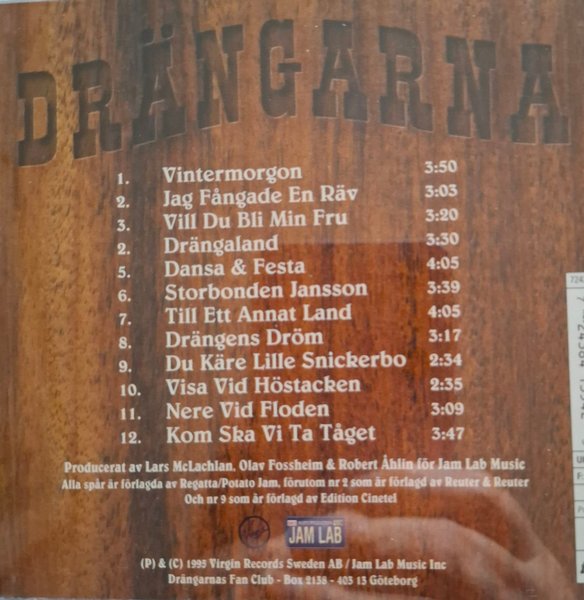 DRÄNGARNA
1. Vintermorgon 3:50
2. Jag Fångade En Räv 3:03
3. Vill Du Bli Min Fru 3:20
2. Drängaland 3:30
5. Dansa & Festa 4:05
6. Storbonden Jansson 3:39
7. Till Ett Annat Land 4:05
8. Drängens Dröm 3:17
9. Du Käre Lille Snickerbo 2:34
10. Visa Vid Höstacken 2:35
11. Nere Vid Floden 3:09
12. Kom Ska Vi Ta Tåget 3:47
Producerat av Lars McLachlan, Olav Fossheim & Robert Åhlin för Jam Lab Music
Alla spår är förlagda av Regatta/Potato Jam, förutom nr 2 som är förlagd av Reuter & Reuter
Och nr 9 som är förlagd av Edition Cinetel
Virgin
JAM LAB
(P) & (C) 1995 Virgin Records Sweden AB / Jam Lab Music Inc
Drängarnas Fan Club - Box 2138 - 403 13 Göteborg